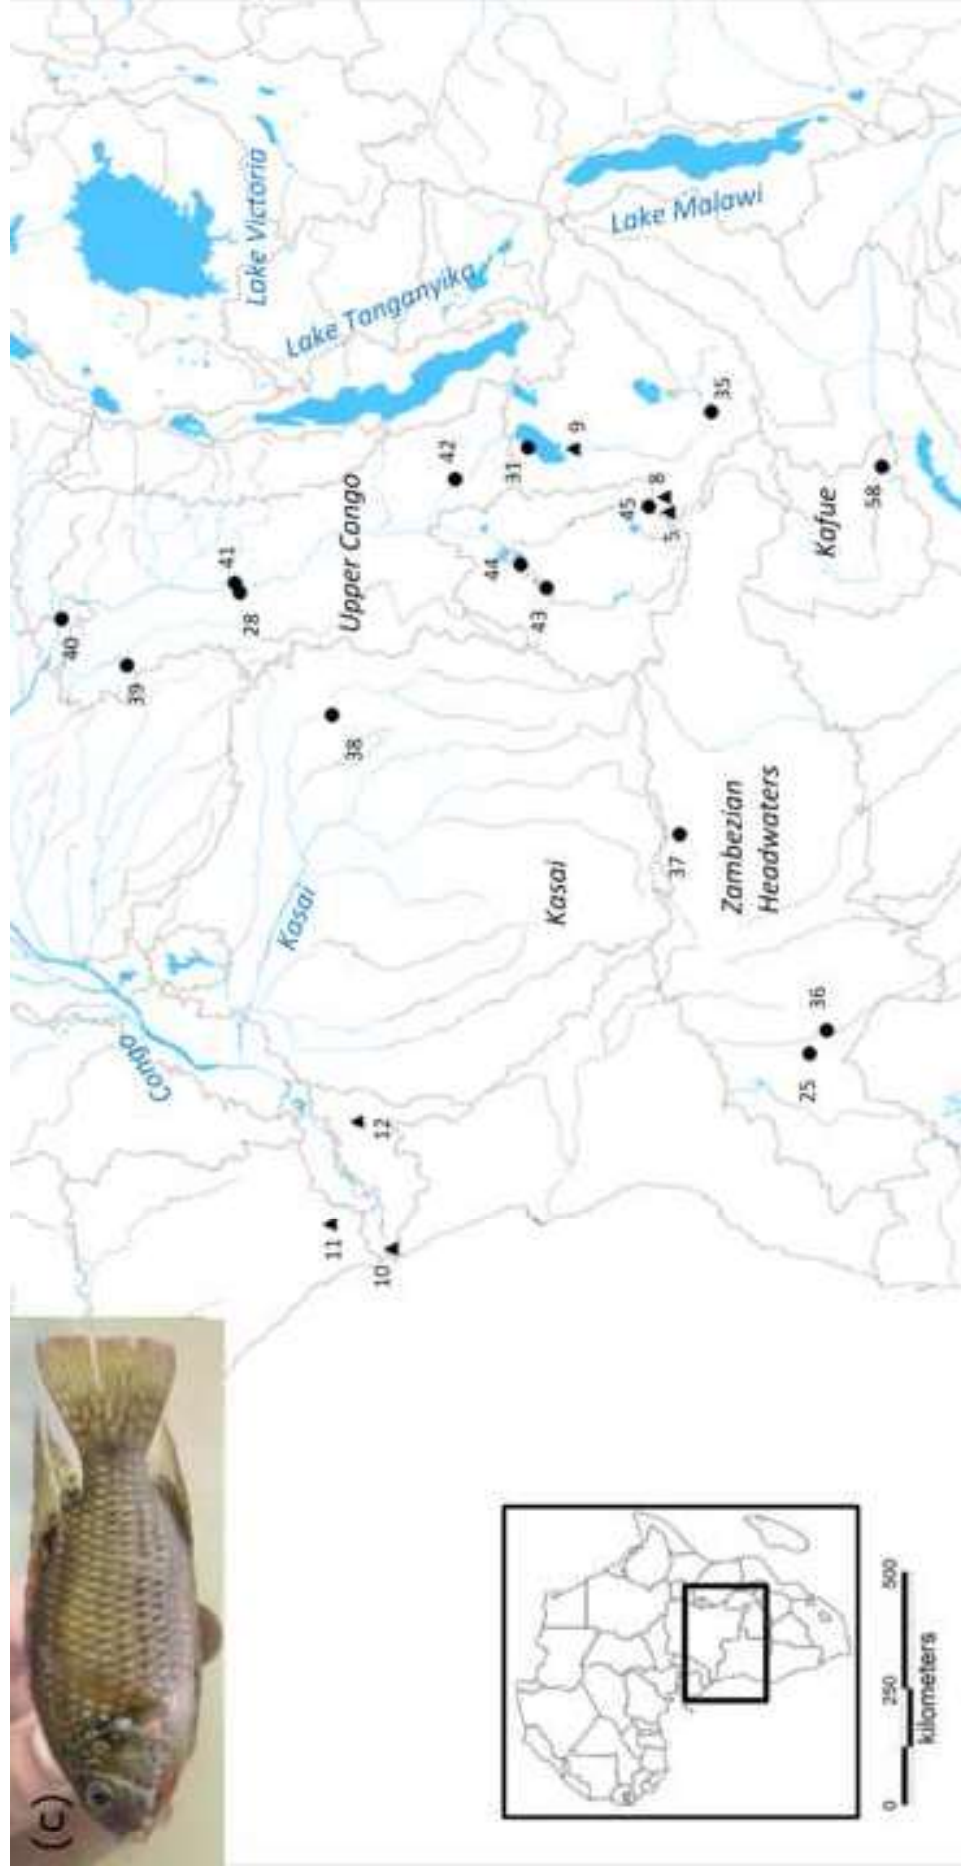 (c)
Congo
Kasai
Lake Victoria
Lake Tanganyika
Lake Malawi
Upper Congo
Kasai
Zambezian
Headwaters
Kafue
40
39
41
28
38
42
31
9
44
43
45
8
5
35
58
37
36
25
12
11
10
0
250
500
kilometers